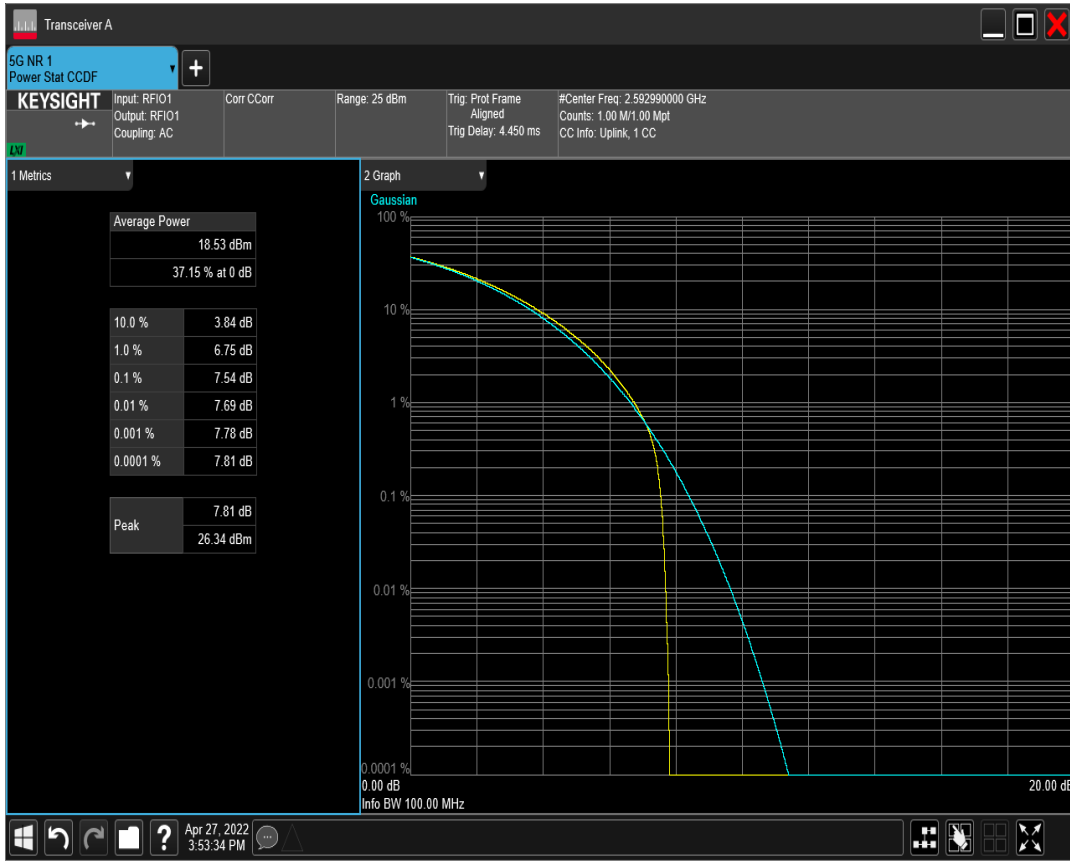 Transceiver A
5G NR 1
Power Stat CCDF
+
KEYSIGHT
LXI
Input: RFIO1
Output: RFIO1
Coupling: AC
Corr CCorr
Range: 25 dBm
Trig: Prot Frame
Aligned
Trig Delay: 4.450 ms
#Center Freq: 2.592990000 GHz
Counts: 1.00 M/1.00 Mpt
CC Info: Uplink, 1 CC
1 Metrics
Average Power
18.53 dBm
37.15 % at 0 dB
10.0 % 3.84 dB
1.0 % 6.75 dB
0.1 % 7.54 dB
0.01 % 7.69 dB
0.001 % 7.78 dB
0.0001 % 7.81 dB
Peak 7.81 dB
26.34 dBm
2 Graph
Gaussian
100 %
10 %
1 %
0.1 %
0.01 %
0.001 %
0.0001 %
0.00 dB 20.00 dB
Info BW 100.00 MHz
?
Apr 27, 2022
3:53:34 PM